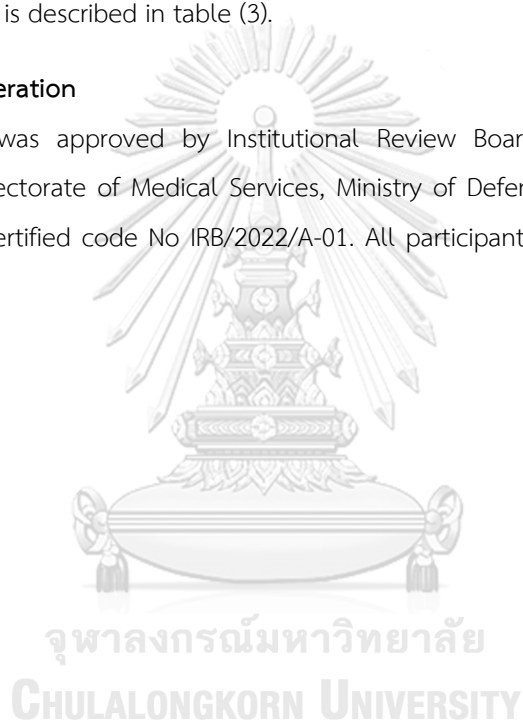 is described in table (3).
eration
was approved by Institutional Review Boar
ectorate of Medical Services, Ministry of Defer
ertified code No IRB/2022/A-01. All participant
จุฬาลงกรณ์มหาวิทยาลัย
CHULALONGKORN UNIVERSITY